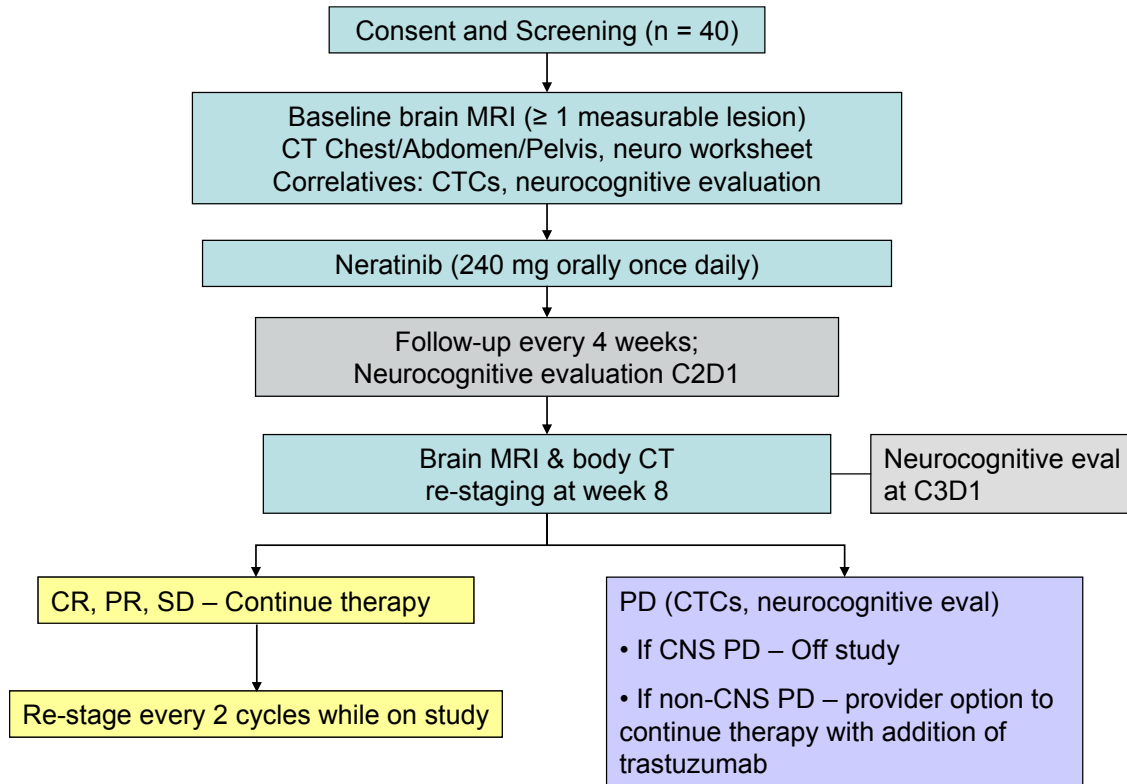 Consent and Screening (n = 40)
Baseline brain MRI (≥ 1 measurable lesion)
CT Chest/Abdomen/Pelvis, neuro worksheet
Correlatives: CTCs, neurocognitive evaluation
Neratinib (240 mg orally once daily)
Follow-up every 4 weeks;
Neurocognitive evaluation C2D1
Brain MRI & body CT
re-staging at week 8
Neurocognitive eval
at C3D1
CR, PR, SD – Continue therapy
Re-stage every 2 cycles while on study
PD (CTCs, neurocognitive eval)
• If CNS PD – Off study
• If non-CNS PD – provider option to
continue therapy with addition of
trastuzumab